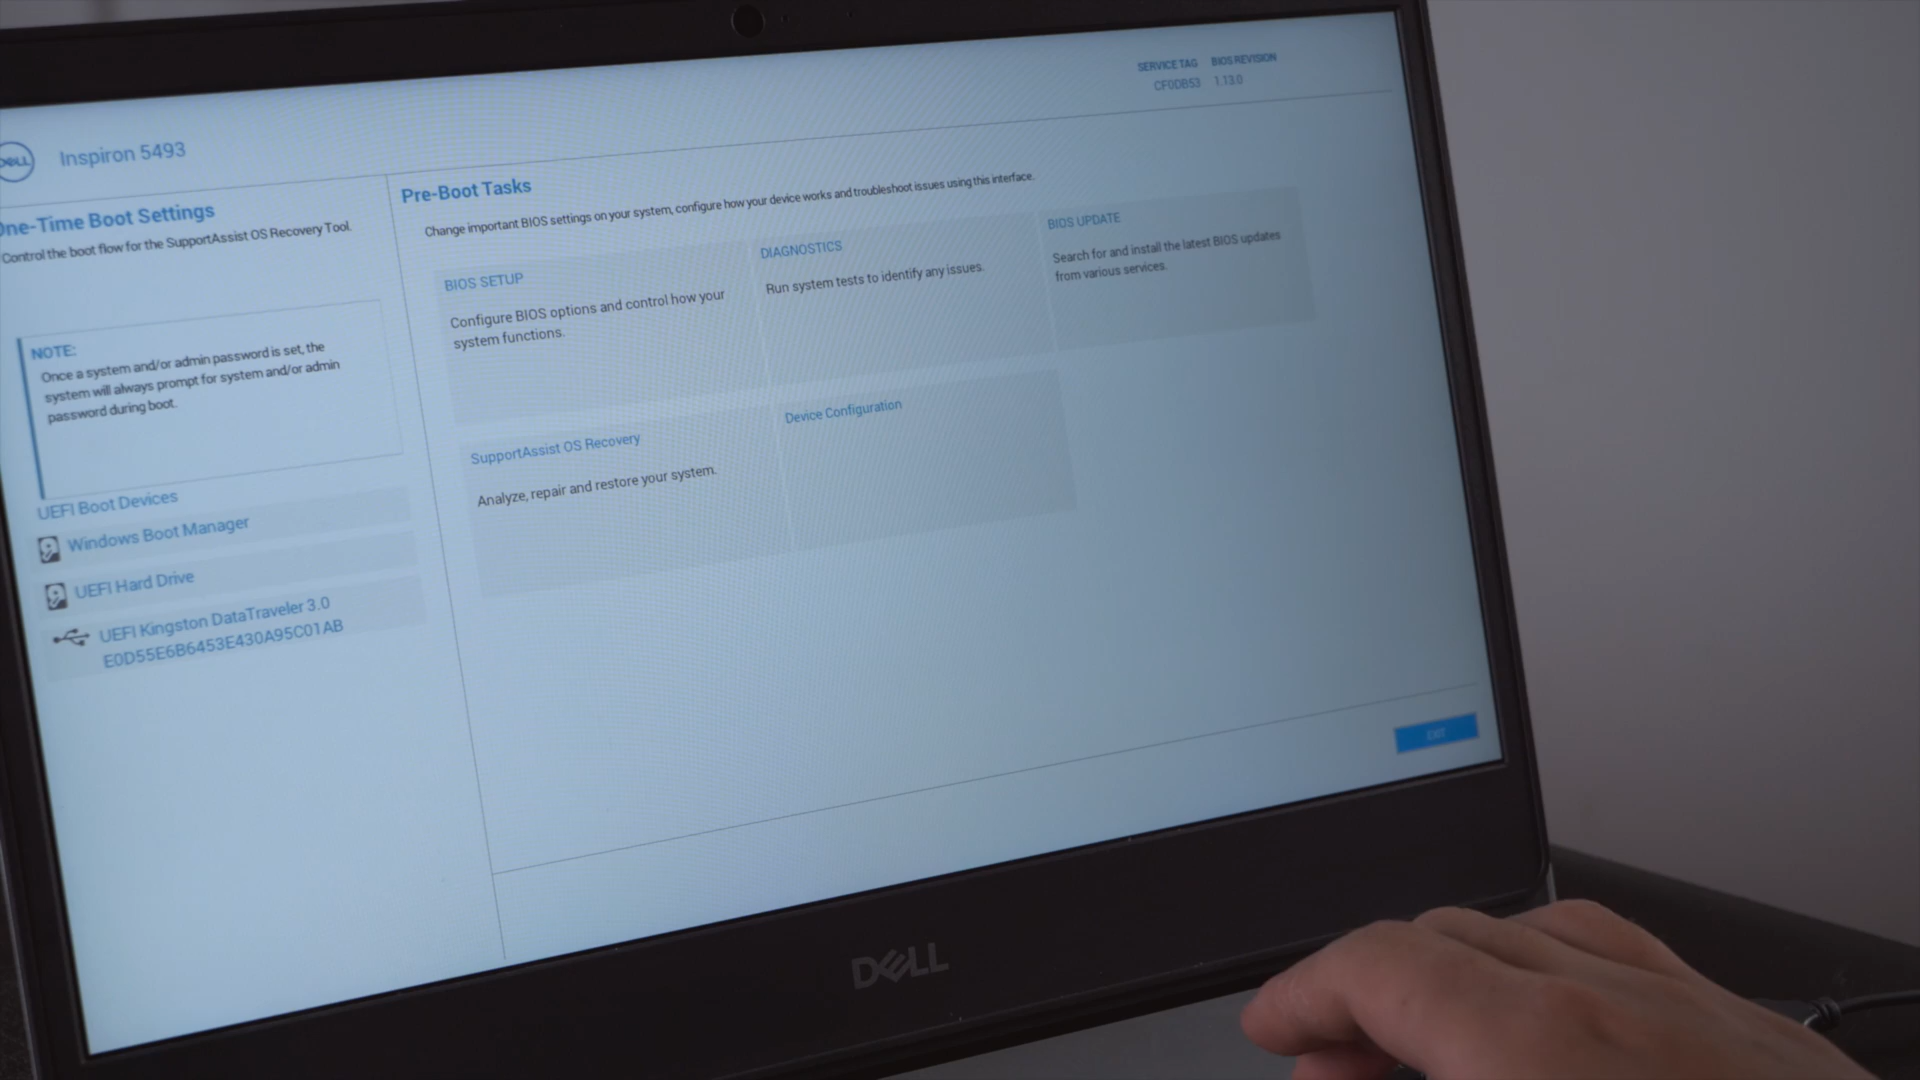 SERVICE TAG BIOS REVISION
CF0DB53 1.13.0
DELL
Inspiron 5493
One-Time Boot Settings
Control the boot flow for the SupportAssist OS Recovery Tool.
NOTE:
Once a system and/or admin password is set, the
system will always prompt for system and/or admin
password during boot.
UEFI Boot Devices
Windows Boot Manager
UEFI Hard Drive
UEFI Kingston DataTraveler 3.0
E0D55E6B6453E430A95C01AB
Pre-Boot Tasks
Change important BIOS settings on your system, configure how your device works and troubleshoot issues using this interface.
BIOS SETUP
Configure BIOS options and control how your
system functions.
DIAGNOSTICS
Run system tests to identify any issues.
BIOS UPDATE
Search for and install the latest BIOS updates
from various services.
SupportAssist OS Recovery
Analyze, repair and restore your system.
Device Configuration
EXIT
DELL